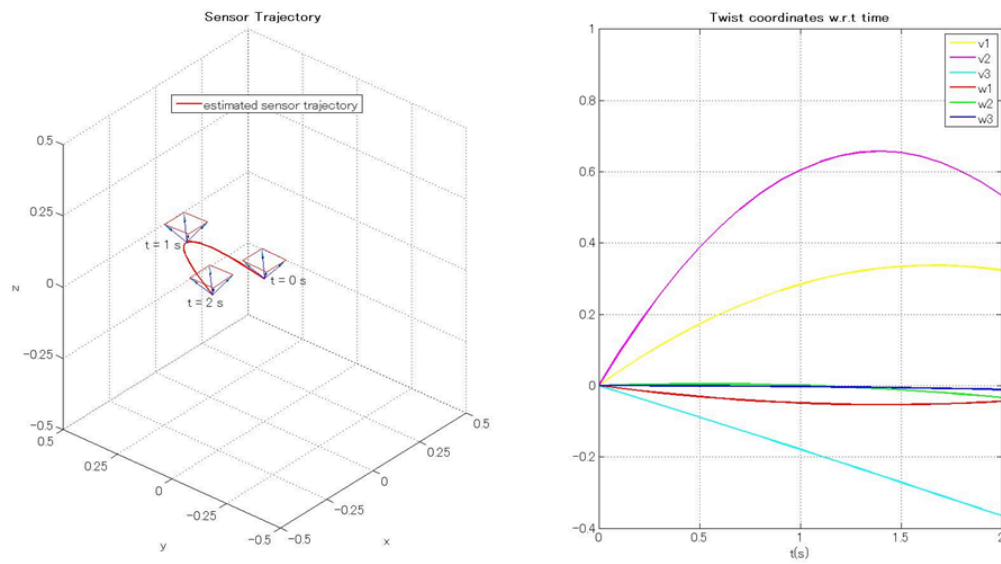 Sensor Trajectory
estimated sensor trajectory
0.5
0.25
0
-0.25
-0.5
z
t = 1 s
t = 0 s
t = 2 s
0.5
0.25
0
-0.25
-0.5
y
-0.5
-0.25
0
0.25
0.5
x
Twist coordinates w.r.t time
v1
v2
v3
w1
w2
w3
1
0.8
0.6
0.4
0.2
0
-0.2
-0.4
0
0.5
1
1.5
2
t(s)